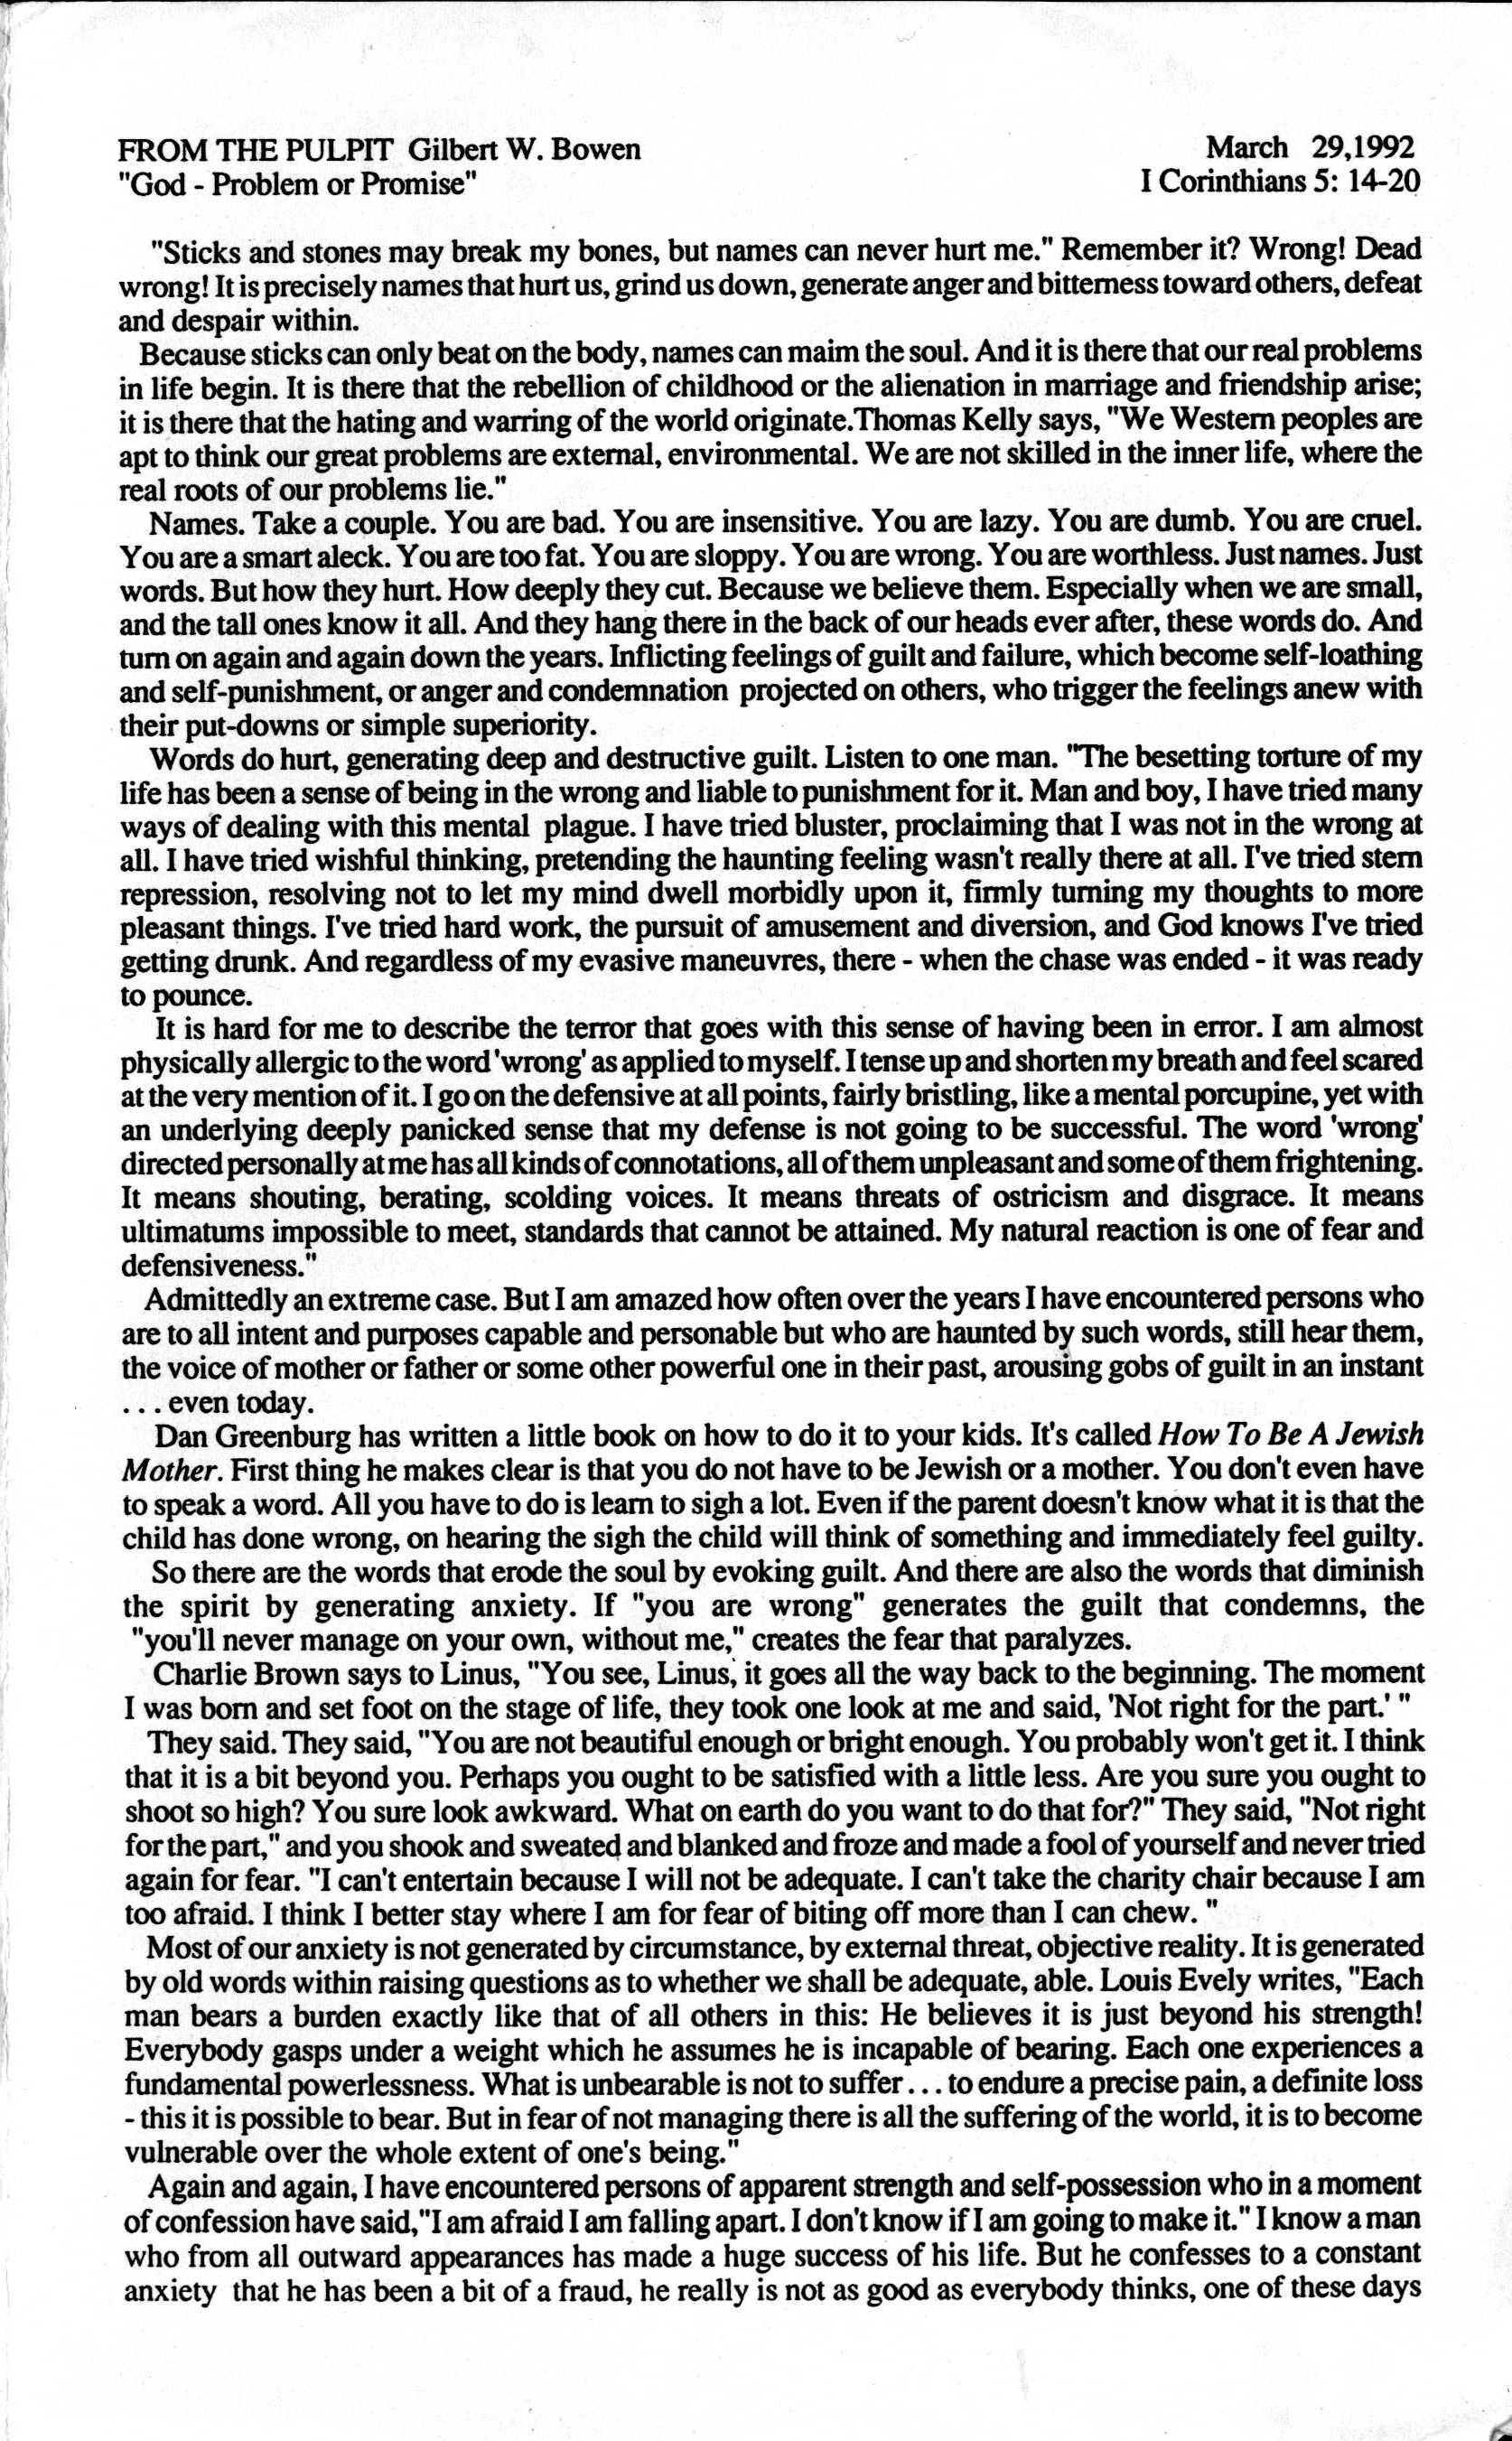 FROM THE PULPIT Gilbert W. Bowen March 29,1992
"God - Problem or Promise" I Corinthians 5: 14-20
"Sticks and stones may break my bones, but names can never hurt me." Remember it? Wrong! Dead
wrong! It is precisely names that hurt us, grind us down, generate anger and bitterness toward others, defeat
and despair within.
Because sticks can only beat on the body, names can maim the soul. And it is there that our real problems
in life begin. It is there that the rebellion of childhood or the alienation in marriage and friendship arise;
it is there that the hating and warring of the world originate.Thomas Kelly says, "We Western peoples are
apt to think our great problems are external, environmental. We are not skilled in the inner life, where the
real roots of our problems lie."
Names. Take a couple. You are bad. You are insensitive. You are lazy. You are dumb. You are cruel.
You are a smart aleck. You are too fat. You are sloppy. You are wrong. You are worthless. Just names. Just
words. But how they hurt. How deeply they cut. Because we believe them. Especially when we are small,
and the tall ones know it all. And they hang there in the back of our heads ever after, these words do. And
turn on again and again down the years. Inflicting feelings of guilt and failure, which become self-loathing
and self-punishment, or anger and condemnation projected on others, who trigger the feelings anew with
their put-downs or simple superiority.
Words do hurt, generating deep and destructive guilt. Listen to one man. "The besetting torture of my
life has been a sense of being in the wrong and liable to punishment for it. Man and boy, I have tried many
ways of dealing with this mental plague. I have tried bluster, proclaiming that I was not in the wrong at
all. I have tried wishful thinking, pretending the haunting feeling wasn't really there at all. I've tried stern
repression, resolving not to let my mind dwell morbidly upon it, firmly turning my thoughts to more
pleasant things. I've tried hard work, the pursuit of amusement and diversion, and God knows I've tried
getting drunk. And regardless of my evasive maneuvres, there - when the chase was ended - it was ready
to pounce.
It is hard for me to describe the terror that goes with this sense of having been in error. I am almost
physically allergic to the word 'wrong' as applied to myself. I tense up and shorten my breath and feel scared
at the very mention of it. I go on the defensive at all points, fairly bristling, like a mental porcupine, yet with
an underlying deeply panicked sense that my defense is not going to be successful. The word 'wrong'
directed personally at me has all kinds of connotations, all of them unpleasant and some of them frightening.
It means shouting, berating, scolding voices. It means threats of ostricism and disgrace. It means
ultimatums impossible to meet, standards that cannot be attained. My natural reaction is one of fear and
defensiveness."
Admittedly an extreme case. But I am amazed how often over the years I have encountered persons who
are to all intent and purposes capable and personable but who are haunted by such words, still hear them,
the voice of mother or father or some other powerful one in their past, arousing gobs of guilt in an instant
. . . even today.
Dan Greenburg has written a little book on how to do it to your kids. It's called How To Be A Jewish
Mother. First thing he makes clear is that you do not have to be Jewish or a mother. You don't even have
to speak a word. All you have to do is learn to sigh a lot. Even if the parent doesn't know what it is that the
child has done wrong, on hearing the sigh the child will think of something and immediately feel guilty.
So there are the words that erode the soul by evoking guilt. And there are also the words that diminish
the spirit by generating anxiety. If "you are wrong" generates the guilt that condemns, the
"you'll never manage on your own, without me," creates the fear that paralyzes.
Charlie Brown says to Linus, "You see, Linus, it goes all the way back to the beginning. The moment
I was born and set foot on the stage of life, they took one look at me and said, 'Not right for the part.' "
They said. They said, "You are not beautiful enough or bright enough. You probably won't get it. I think
that it is a bit beyond you. Perhaps you ought to be satisfied with a little less. Are you sure you ought to
shoot so high? You sure look awkward. What on earth do you want to do that for?" They said, "Not right
for the part," and you shook and sweated and blanked and froze and made a fool of yourself and never tried
again for fear. "I can't entertain because I will not be adequate. I can't take the charity chair because I am
too afraid. I think I better stay where I am for fear of biting off more than I can chew. "
Most of our anxiety is not generated by circumstance, by external threat, objective reality. It is generated
by old words within raising questions as to whether we shall be adequate, able. Louis Evely writes, "Each
man bears a burden exactly like that of all others in this: He believes it is just beyond his strength!
Everybody gasps under a weight which he assumes he is incapable of bearing. Each one experiences a
fundamental powerlessness. What is unbearable is not to suffer . . . to endure a precise pain, a definite loss
- this it is possible to bear. But in fear of not managing there is all the suffering of the world, it is to become
vulnerable over the whole extent of one's being."
Again and again, I have encountered persons of apparent strength and self-possession who in a moment
of confession have said,"I am afraid I am falling apart. I don't know if I am going to make it." I know a man
who from all outward appearances has made a huge success of his life. But he confesses to a constant
anxiety that he has been a bit of a fraud, he really is not as good as everybody thinks, one of these days